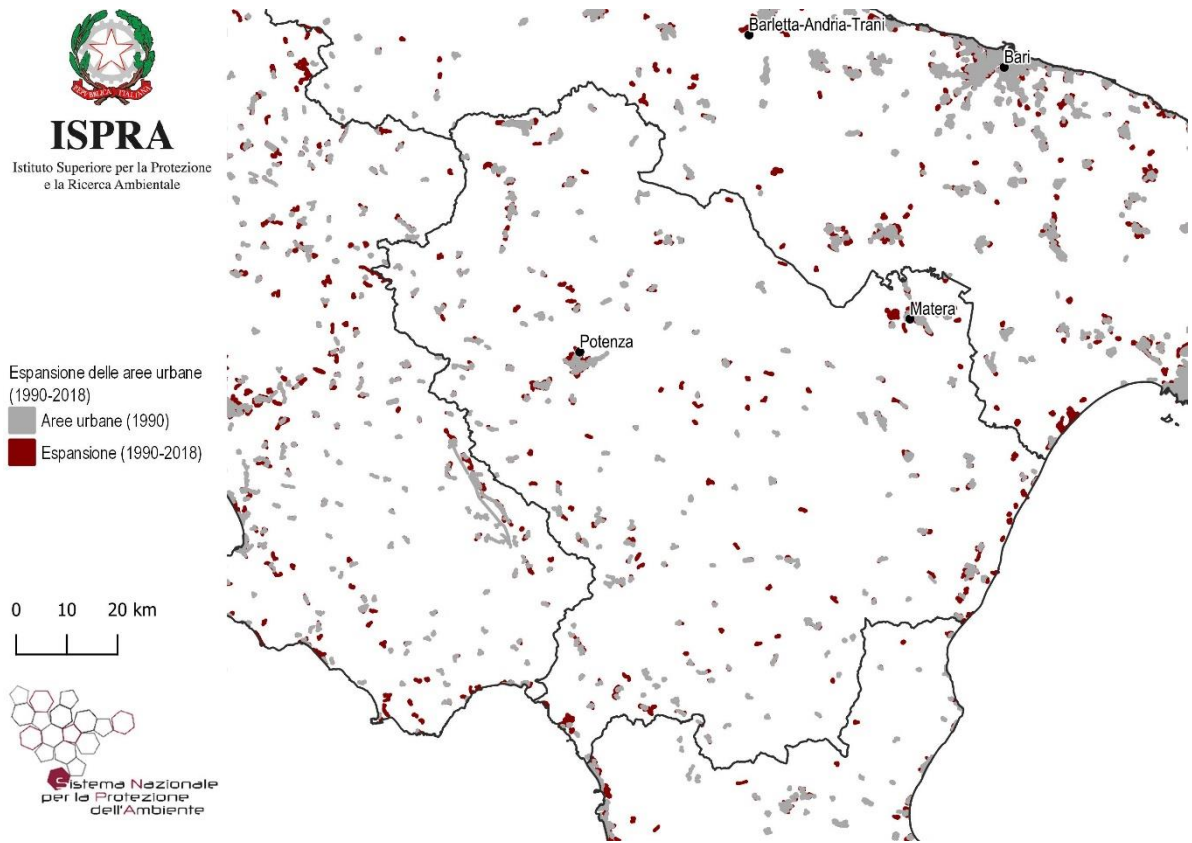 REPVBBLICA ITALIANA
ISPRA
Istituto Superiore per la Protezione
e la Ricerca Ambientale
Barletta-Andria-Trani
Bari
Matera
Potenza
Espansione delle aree urbane
(1990-2018)
Aree urbane (1990)
Espansione (1990-2018)
0 10 20 km
Sistema Nazionale
per la Protezione
dell'Ambiente